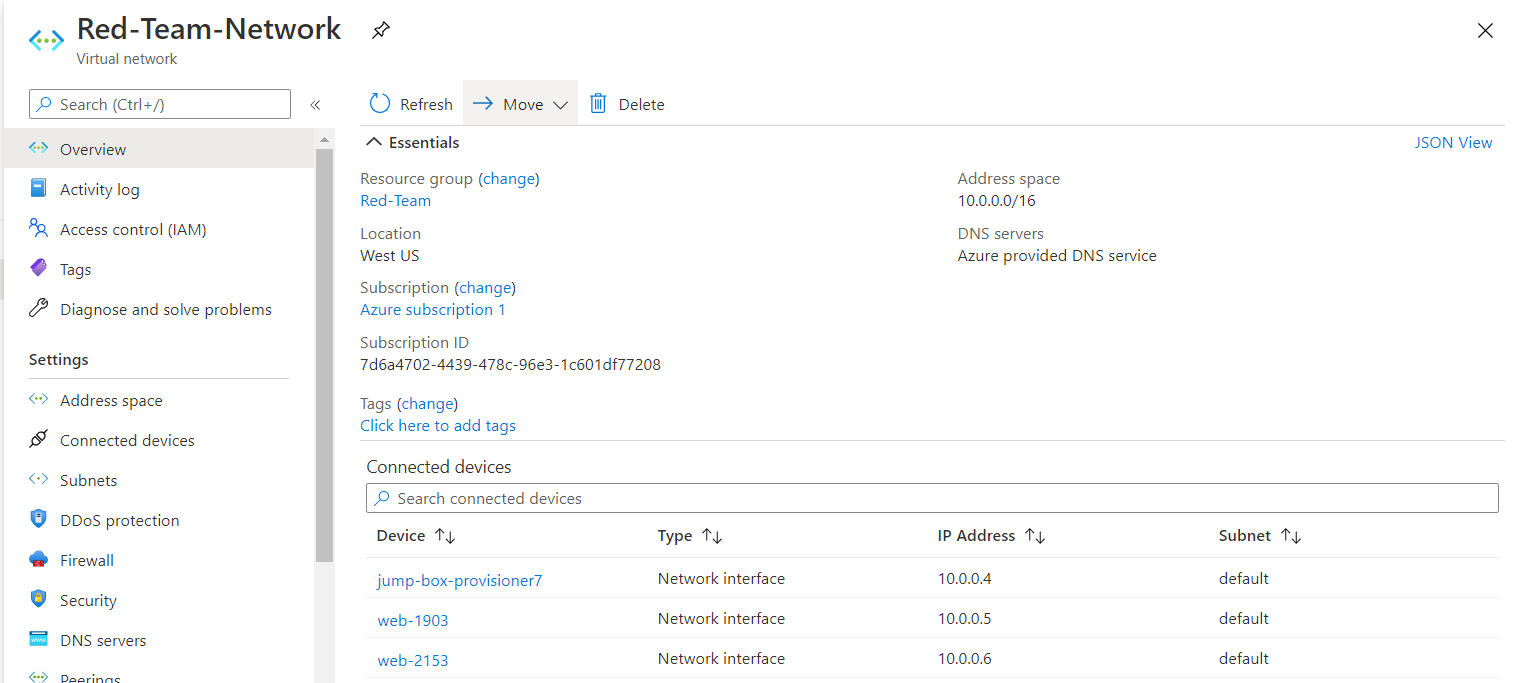 Red-Team-Network
Virtual network
Search (Ctrl+/)
«
Overview
Activity log
Access control (IAM)
Tags
Diagnose and solve problems
Settings
Address space
Connected devices
Subnets
DDoS protection
Firewall
Security
DNS servers
Peerings
Refresh Move Delete
Essentials JSON View
Resource group (change)
Red-Team
Location
West US
Subscription (change)
Azure subscription 1
Subscription ID
7d6a4702-4439-478c-96e3-1c601df77208
Tags (change)
Click here to add tags
Address space
10.0.0.0/16
DNS servers
Azure provided DNS service
Connected devices
Search connected devices
Device Type IP Address Subnet
jump-box-provisioner7 Network interface 10.0.0.4 default
web-1903 Network interface 10.0.0.5 default
web-2153 Network interface 10.0.0.6 default